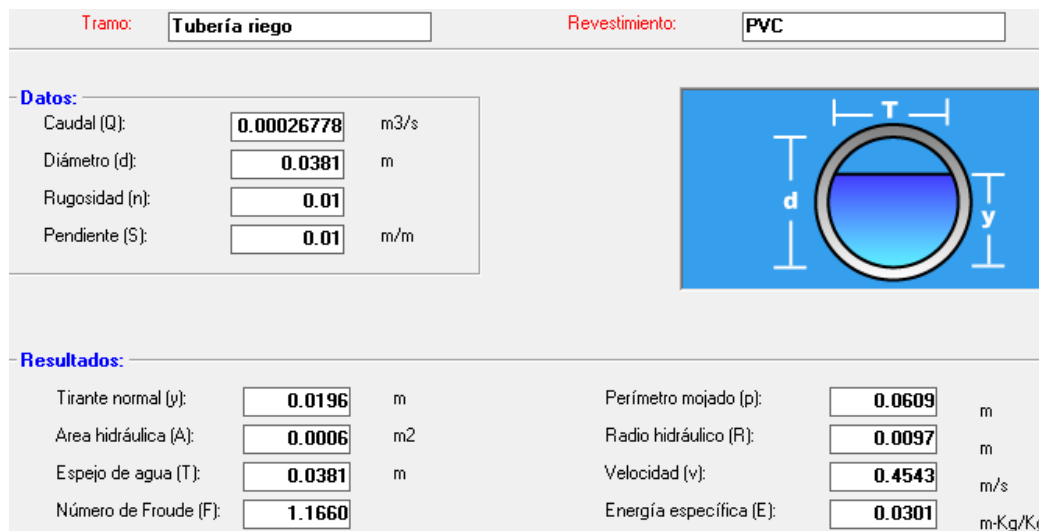 Tramo: Tubería riego Revestimiento: PVC
Datos:
Caudal (Q): 0.00026778 m3/s
Diámetro (d): 0.0381 m
Rugosidad (n): 0.01
Pendiente (S): 0.01 m/m
T
d
y
Resultados:
Tirante normal (y): 0.0196 m Perímetro mojado (p): 0.0609 m
Area hidráulica (A): 0.0006 m2 Radio hidráulico (R): 0.0097 m
Espejo de agua (T): 0.0381 m Velocidad (v): 0.4543 m/s
Número de Froude (F): 1.1660 Energía específica (E): 0.0301 m-Kg/Kg